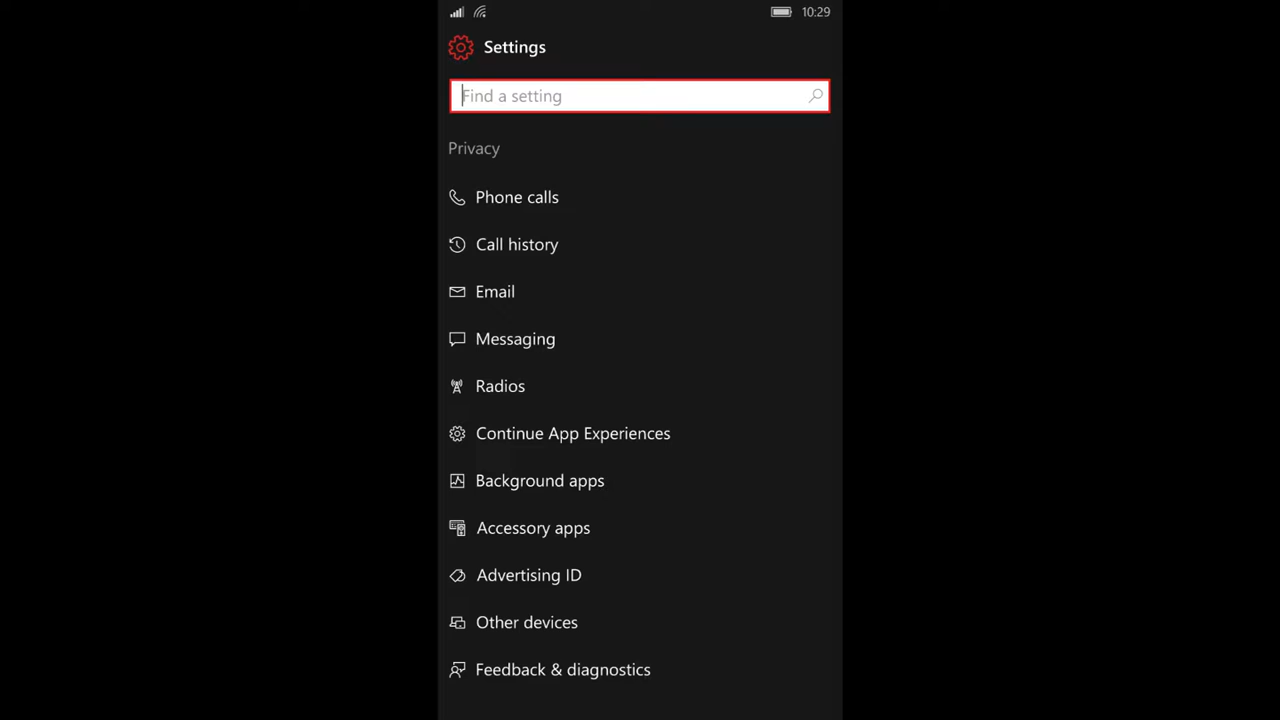 10:29
Settings
Find a setting
Privacy
Phone calls
Call history
Email
Messaging
Radios
Continue App Experiences
Background apps
Accessory apps
Advertising ID
Other devices
Feedback & diagnostics